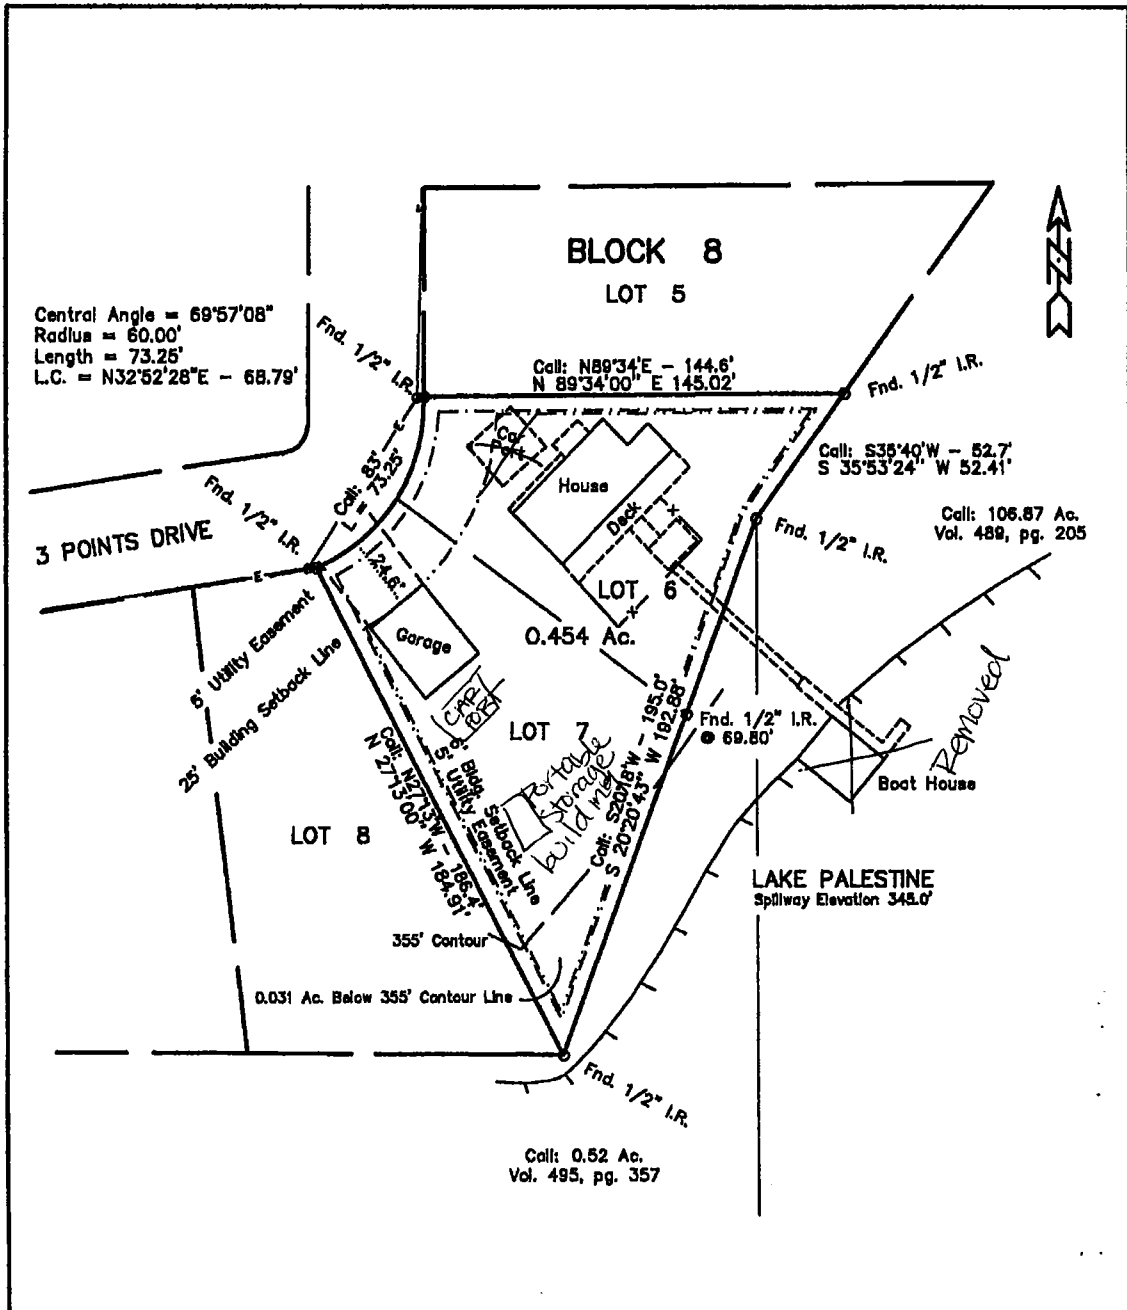 BLOCK 8
LOT 5
Central Angle = 69°57'08"
Radius = 60.00'
Length = 73.25'
L.C. = N32°52'28"E - 68.79'
Fnd. 1/2" I.R.
Call: N89°34'E - 144.6'
N 89°34'00" E 145.02'
Fnd. 1/2" I.R.
Call: S35°40'W - 52.7'
S 35°53'24" W 52.41'
Car
Port
House
Call: 83'
L = 73.25'
Fnd. 1/2" I.R.
3 POINTS DRIVE
E
Deck
Fnd. 1/2" I.R.
Call: 106.87 Ac.
Vol. 489, pg. 205
24.6'
LOT 6
5' Utility Easement
25' Building Setback Line
Garage
0.454 Ac.
CAR
PORT
LOT 7
Fnd. 1/2" I.R.
@ 69.80'
Removed
Boat House
Portable
Storage
building
Call: S20°18'W - 195.0'
S 20°20'43" W 192.88'
6' Bldg. Setback Line
5' Utility Easement
Call: N27°13'W - 186.4'
N 27°13'00" W 184.91'
LOT 8
LAKE PALESTINE
Spillway Elevation 345.0'
355' Contour
0.031 Ac. Below 355' Contour Line
Fnd. 1/2" I.R.
Call: 0.52 Ac.
Vol. 495, pg. 357